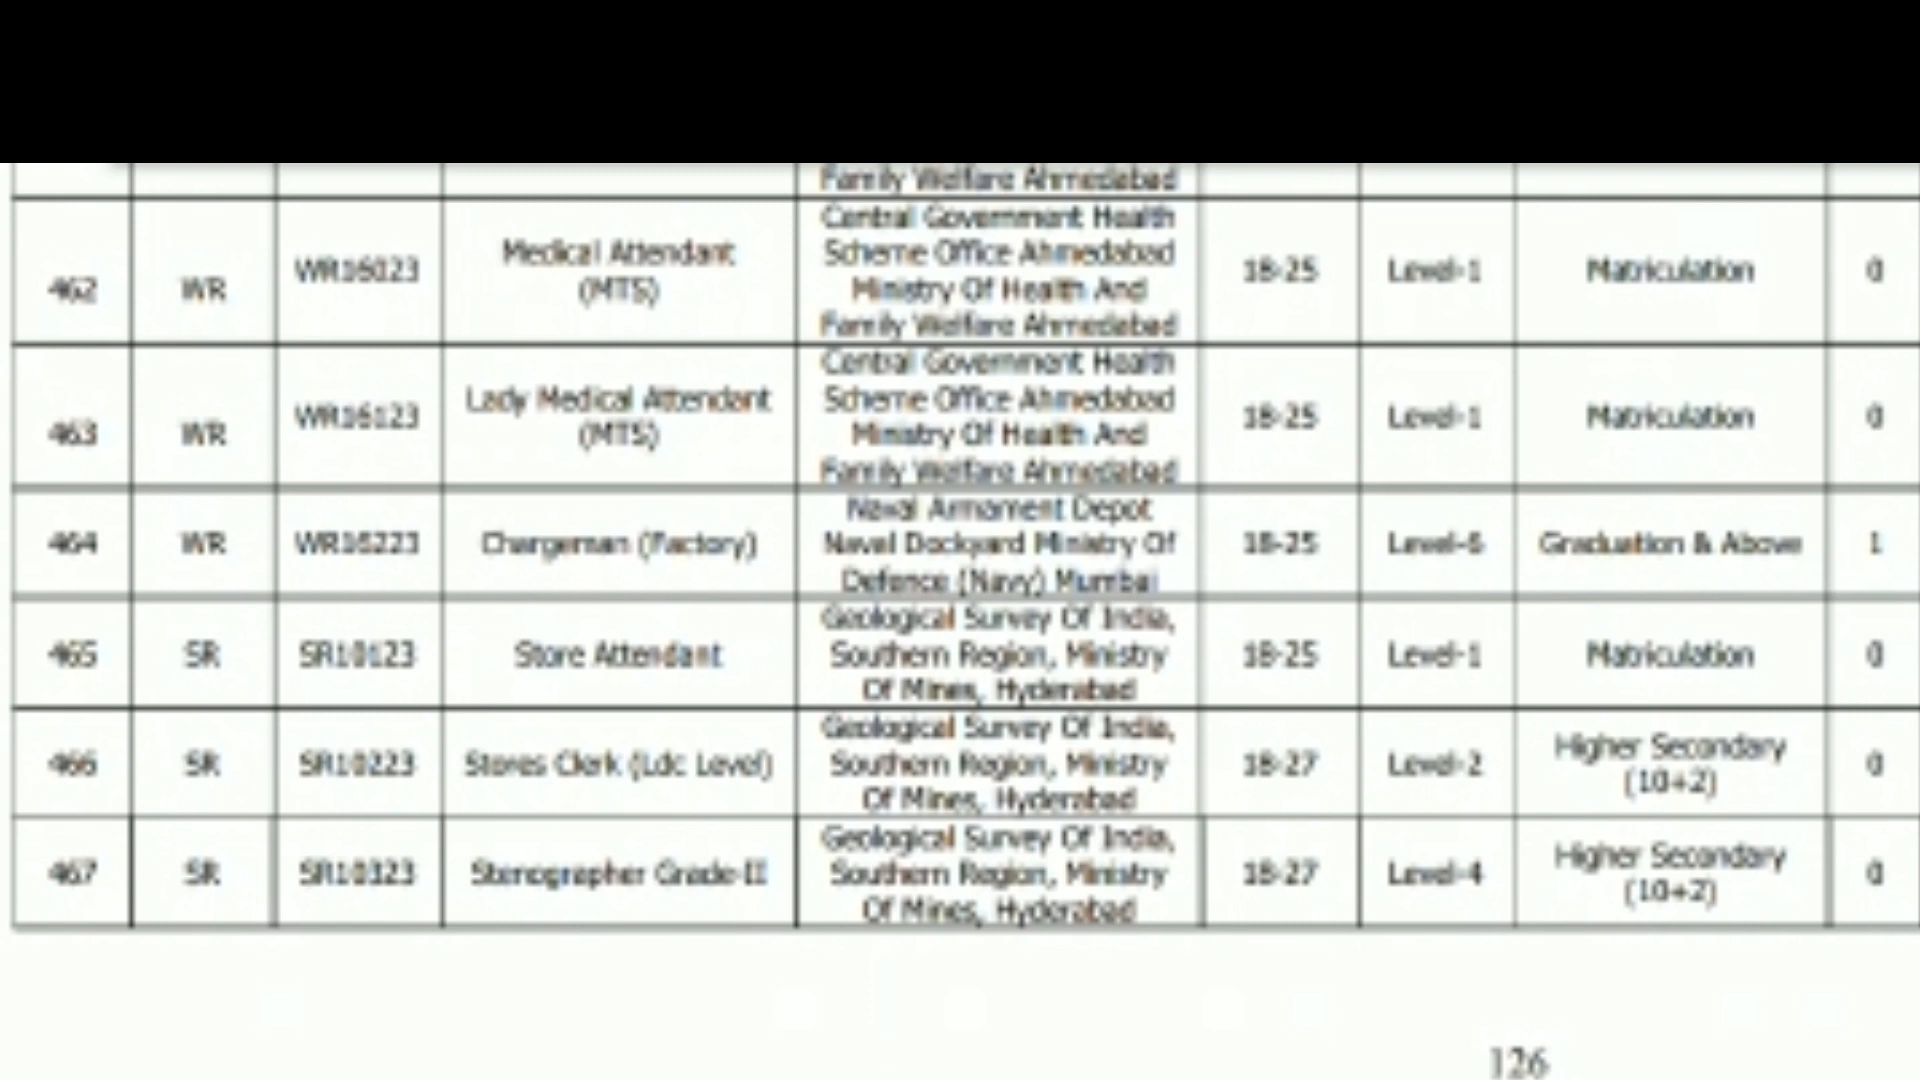 Family Welfare Ahmedabad
462 WR WR16023 Medical Attendant (MTS) Central Government Health Scheme Office Ahmedabad Ministry Of Health And Family Welfare Ahmedabad 18-25 Level-1 Matriculation 0
463 WR WR16123 Lady Medical Attendant (MTS) Central Government Health Scheme Office Ahmedabad Ministry Of Health And Family Welfare Ahmedabad 18-25 Level-1 Matriculation 0
464 WR WR16223 Chargeman (Factory) Naval Armament Depot Naval Dockyard Ministry Of Defence (Navy) Mumbai 18-25 Level-6 Graduation & Above 1
465 SR SR10123 Store Attendant Geological Survey Of India, Southern Region, Ministry Of Mines, Hyderabad 18-25 Level-1 Matriculation 0
466 SR SR10223 Stores Clerk (Ldc Level) Geological Survey Of India, Southern Region, Ministry Of Mines, Hyderabad 18-27 Level-2 Higher Secondary (10+2) 0
467 SR SR10323 Stenographer Grade-II Geological Survey Of India, Southern Region, Ministry Of Mines, Hyderabad 18-27 Level-4 Higher Secondary (10+2) 0
126